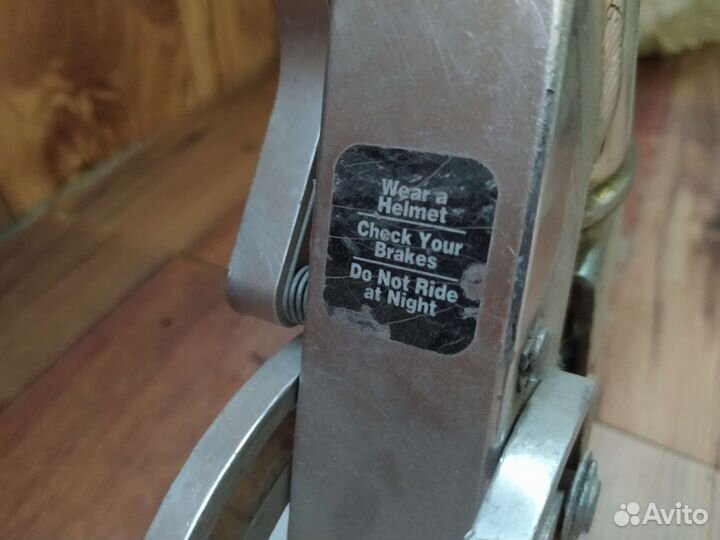 Wear a
Helmet
Check Your
Brakes
Do Not Ride
at Night
Avito